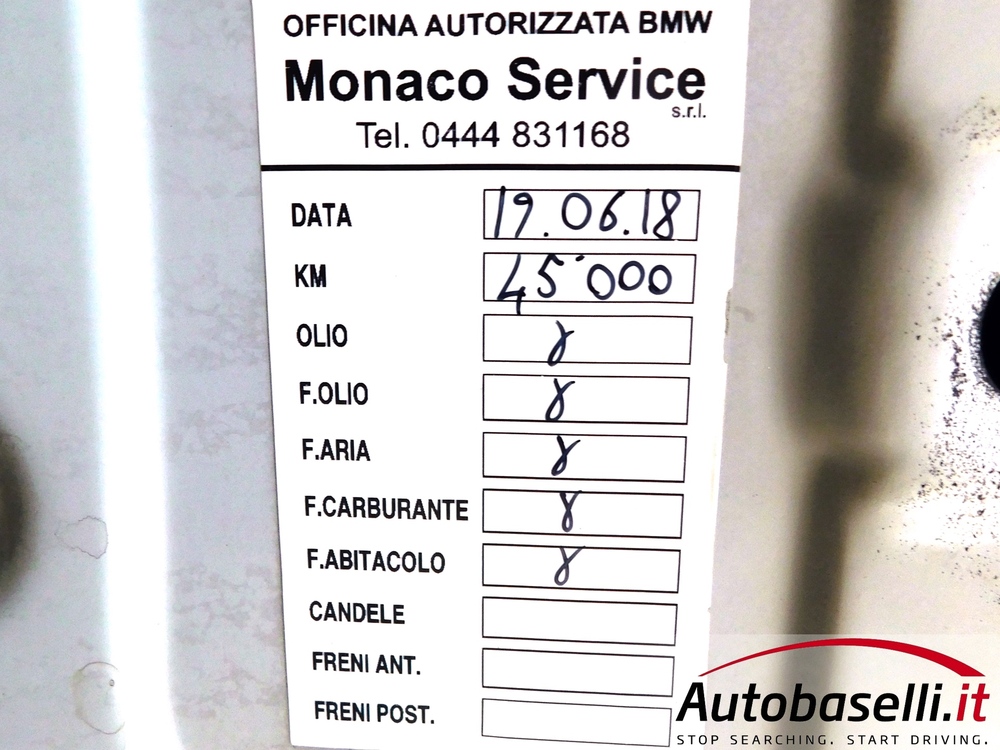 OFFICINA AUTORIZZATA BMW
Monaco Service
s.r.l.
Tel. 0444 831168
DATA 19.06.18
KM 45'000
OLIO
F.OLIO
F.ARIA
F.CARBURANTE
F.ABITACOLO
CANDELE
FRENI ANT.
FRENI POST.
Autobaselli.it
STOP SEARCHING. START DRIVING.